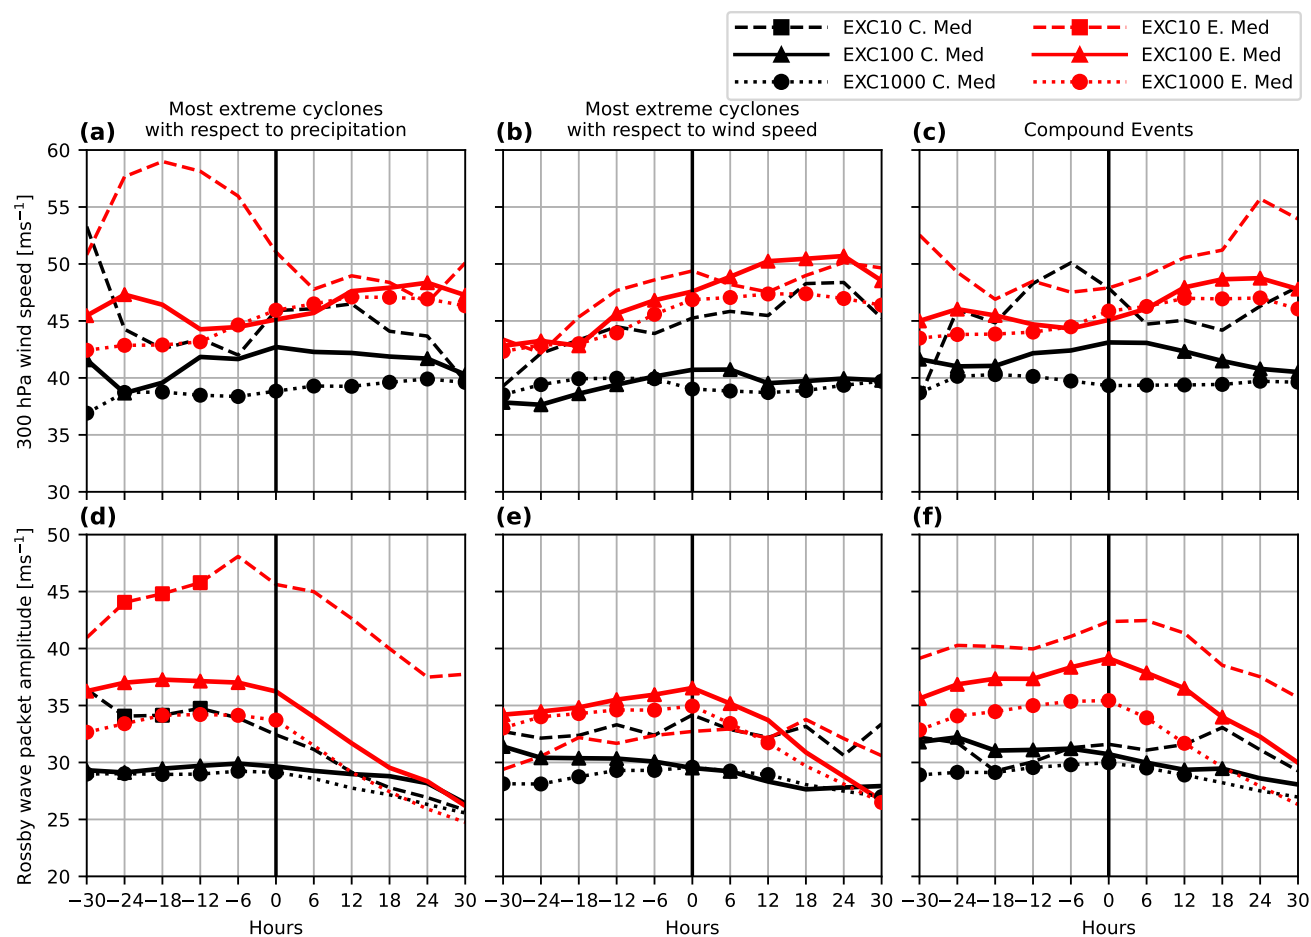 EXC10 C. Med
EXC100 C. Med
EXC1000 C. Med
EXC10 E. Med
EXC100 E. Med
EXC1000 E. Med
(a)
Most extreme cyclones
with respect to precipitation
(b)
Most extreme cyclones
with respect to wind speed
(c)
Compound Events
300 hPa wind speed [ms⁻¹]
60
55
50
45
40
35
30
(d)
(e)
(f)
Rossby wave packet amplitude [ms⁻¹]
50
45
40
35
30
25
20
−30 −24 −18 −12 −6 0 6 12 18 24 30
−30 −24 −18 −12 −6 0 6 12 18 24 30
−30 −24 −18 −12 −6 0 6 12 18 24 30
Hours
Hours
Hours